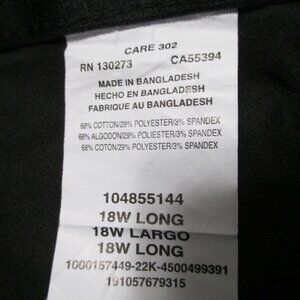 CARE 302
RN 130273 CA55394
MADE IN BANGLADESH
HECHO EN BANGLADESH
FABRIQUE AU BANGLADESH
68% COTTON/29% POLYESTER/3% SPANDEX
68% ALGODON/29% POLIESTER/3% SPANDEX
68% COTON/29% POLYESTER/3% SPANDEX
104855144
18W LONG
18W LARGO
18W LONG
1000157449-22K-4500499391
191057679315